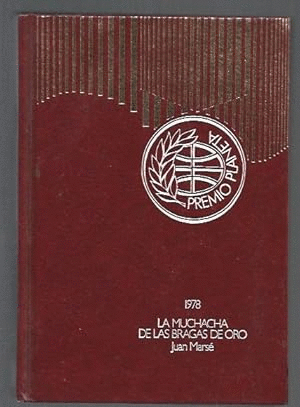 PREMIO PLANETA
1978
LA MUCHACHA
DE LAS BRAGAS DE ORO
Juan Marsé